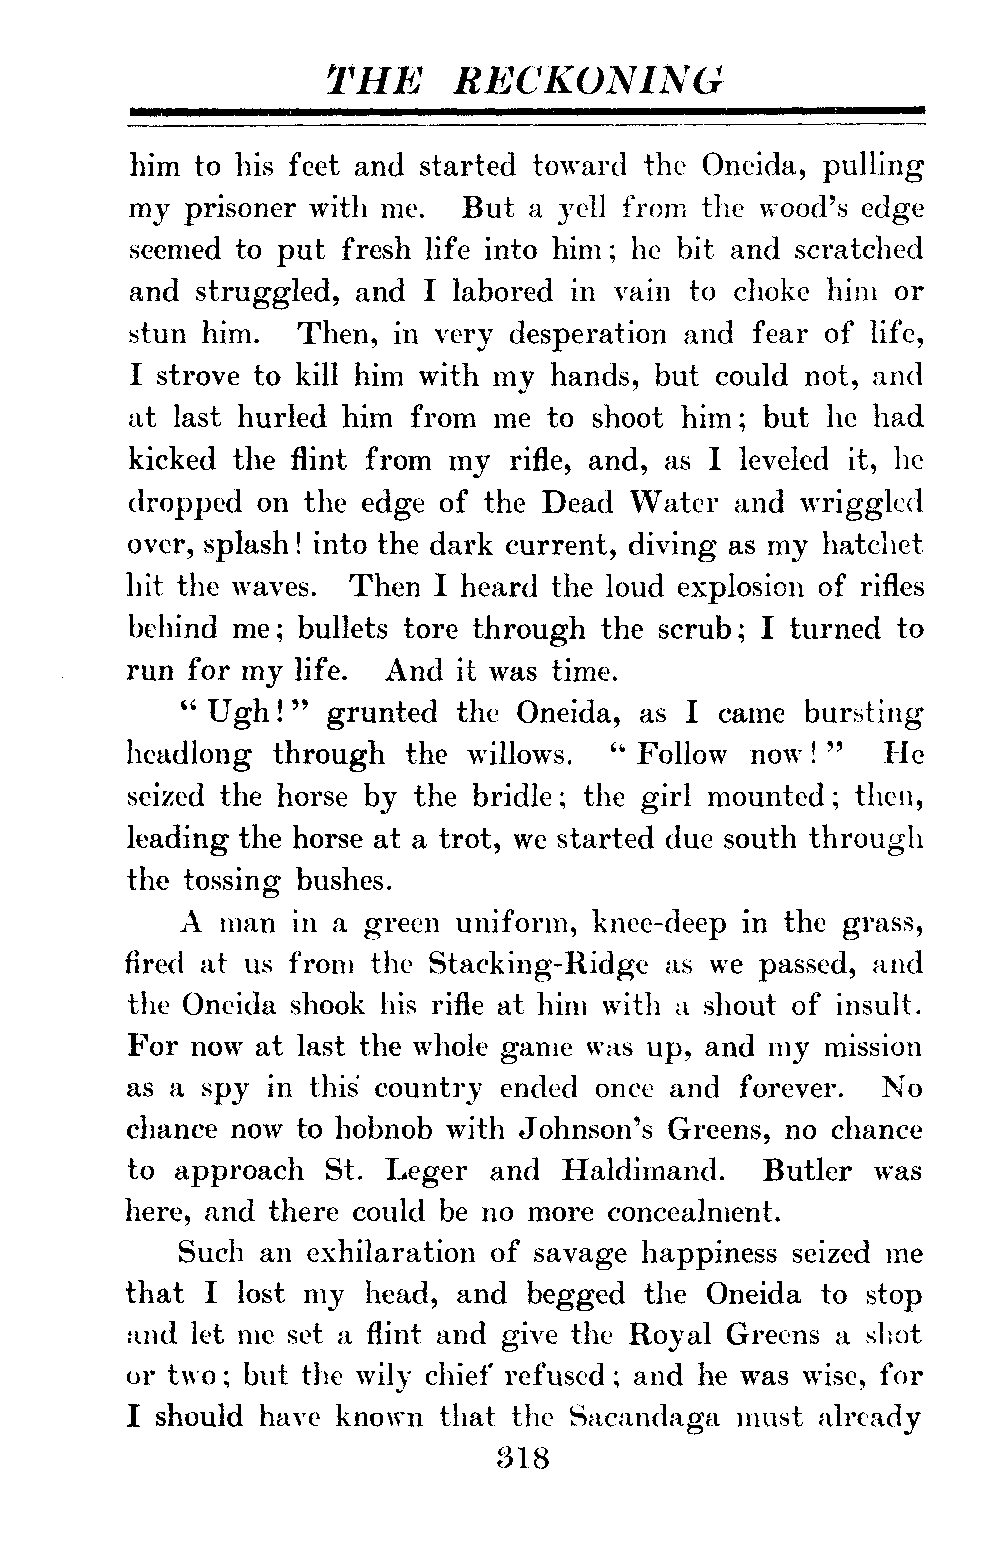 THE RECKONING
him to his feet and started toward the Oneida, pulling
my prisoner with me. But a yell from the wood's edge
seemed to put fresh life into him; he bit and scratched
and struggled, and I labored in vain to choke him or
stun him. Then, in very desperation and fear of life,
I strove to kill him with my hands, but could not, and
at last hurled him from me to shoot him; but he had
kicked the flint from my rifle, and, as I leveled it, he
dropped on the edge of the Dead Water and wriggled
over, splash! into the dark current, diving as my hatchet
hit the waves. Then I heard the loud explosion of rifles
behind me; bullets tore through the scrub; I turned to
run for my life. And it was time.
"Ugh!" grunted the Oneida, as I came bursting
headlong through the willows. "Follow now!" He
seized the horse by the bridle; the girl mounted; then,
leading the horse at a trot, we started due south through
the tossing bushes.
A man in a green uniform, knee-deep in the grass,
fired at us from the Stacking-Ridge as we passed, and
the Oneida shook his rifle at him with a shout of insult.
For now at last the whole game was up, and my mission
as a spy in this country ended once and forever. No
chance now to hobnob with Johnson's Greens, no chance
to approach St. Leger and Haldimand. Butler was
here, and there could be no more concealment.
Such an exhilaration of savage happiness seized me
that I lost my head, and begged the Oneida to stop
and let me set a flint and give the Royal Greens a shot
or two; but the wily chief refused; and he was wise, for
I should have known that the Sacandaga must already
318